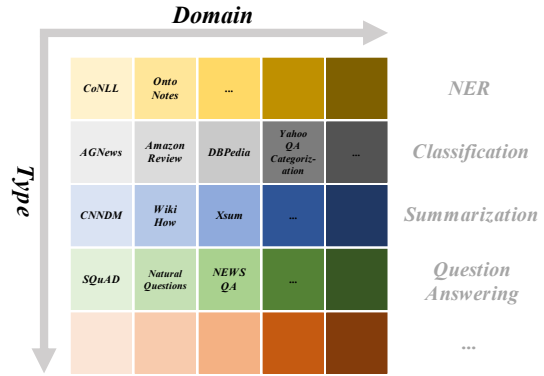 Domain
Type
CoNLL
Onto
Notes
...
NER
AGNews
Amazon
Review
DBPedia
Yahoo
QA
Categoriz-
ation
...
Classification
CNNDM
Wiki
How
Xsum
...
Summarization
SQuAD
Natural
Questions
NEWS
QA
...
Question
Answering
...